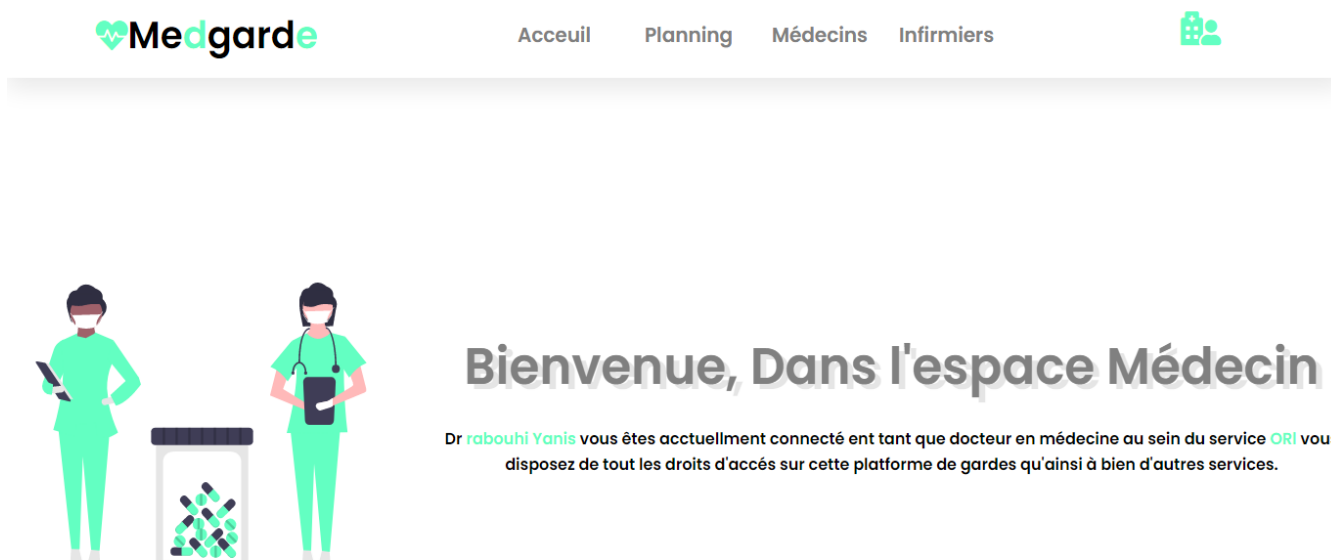 Medgarde
Acceuil Planning Médecins Infirmiers
Bienvenue, Dans l'espace Médecin
Dr rabouhi Yanis vous êtes acctuellment connecté ent tant que docteur en médecine au sein du service ORl vou
disposez de tout les droits d'accés sur cette platforme de gardes qu'ainsi à bien d'autres services.